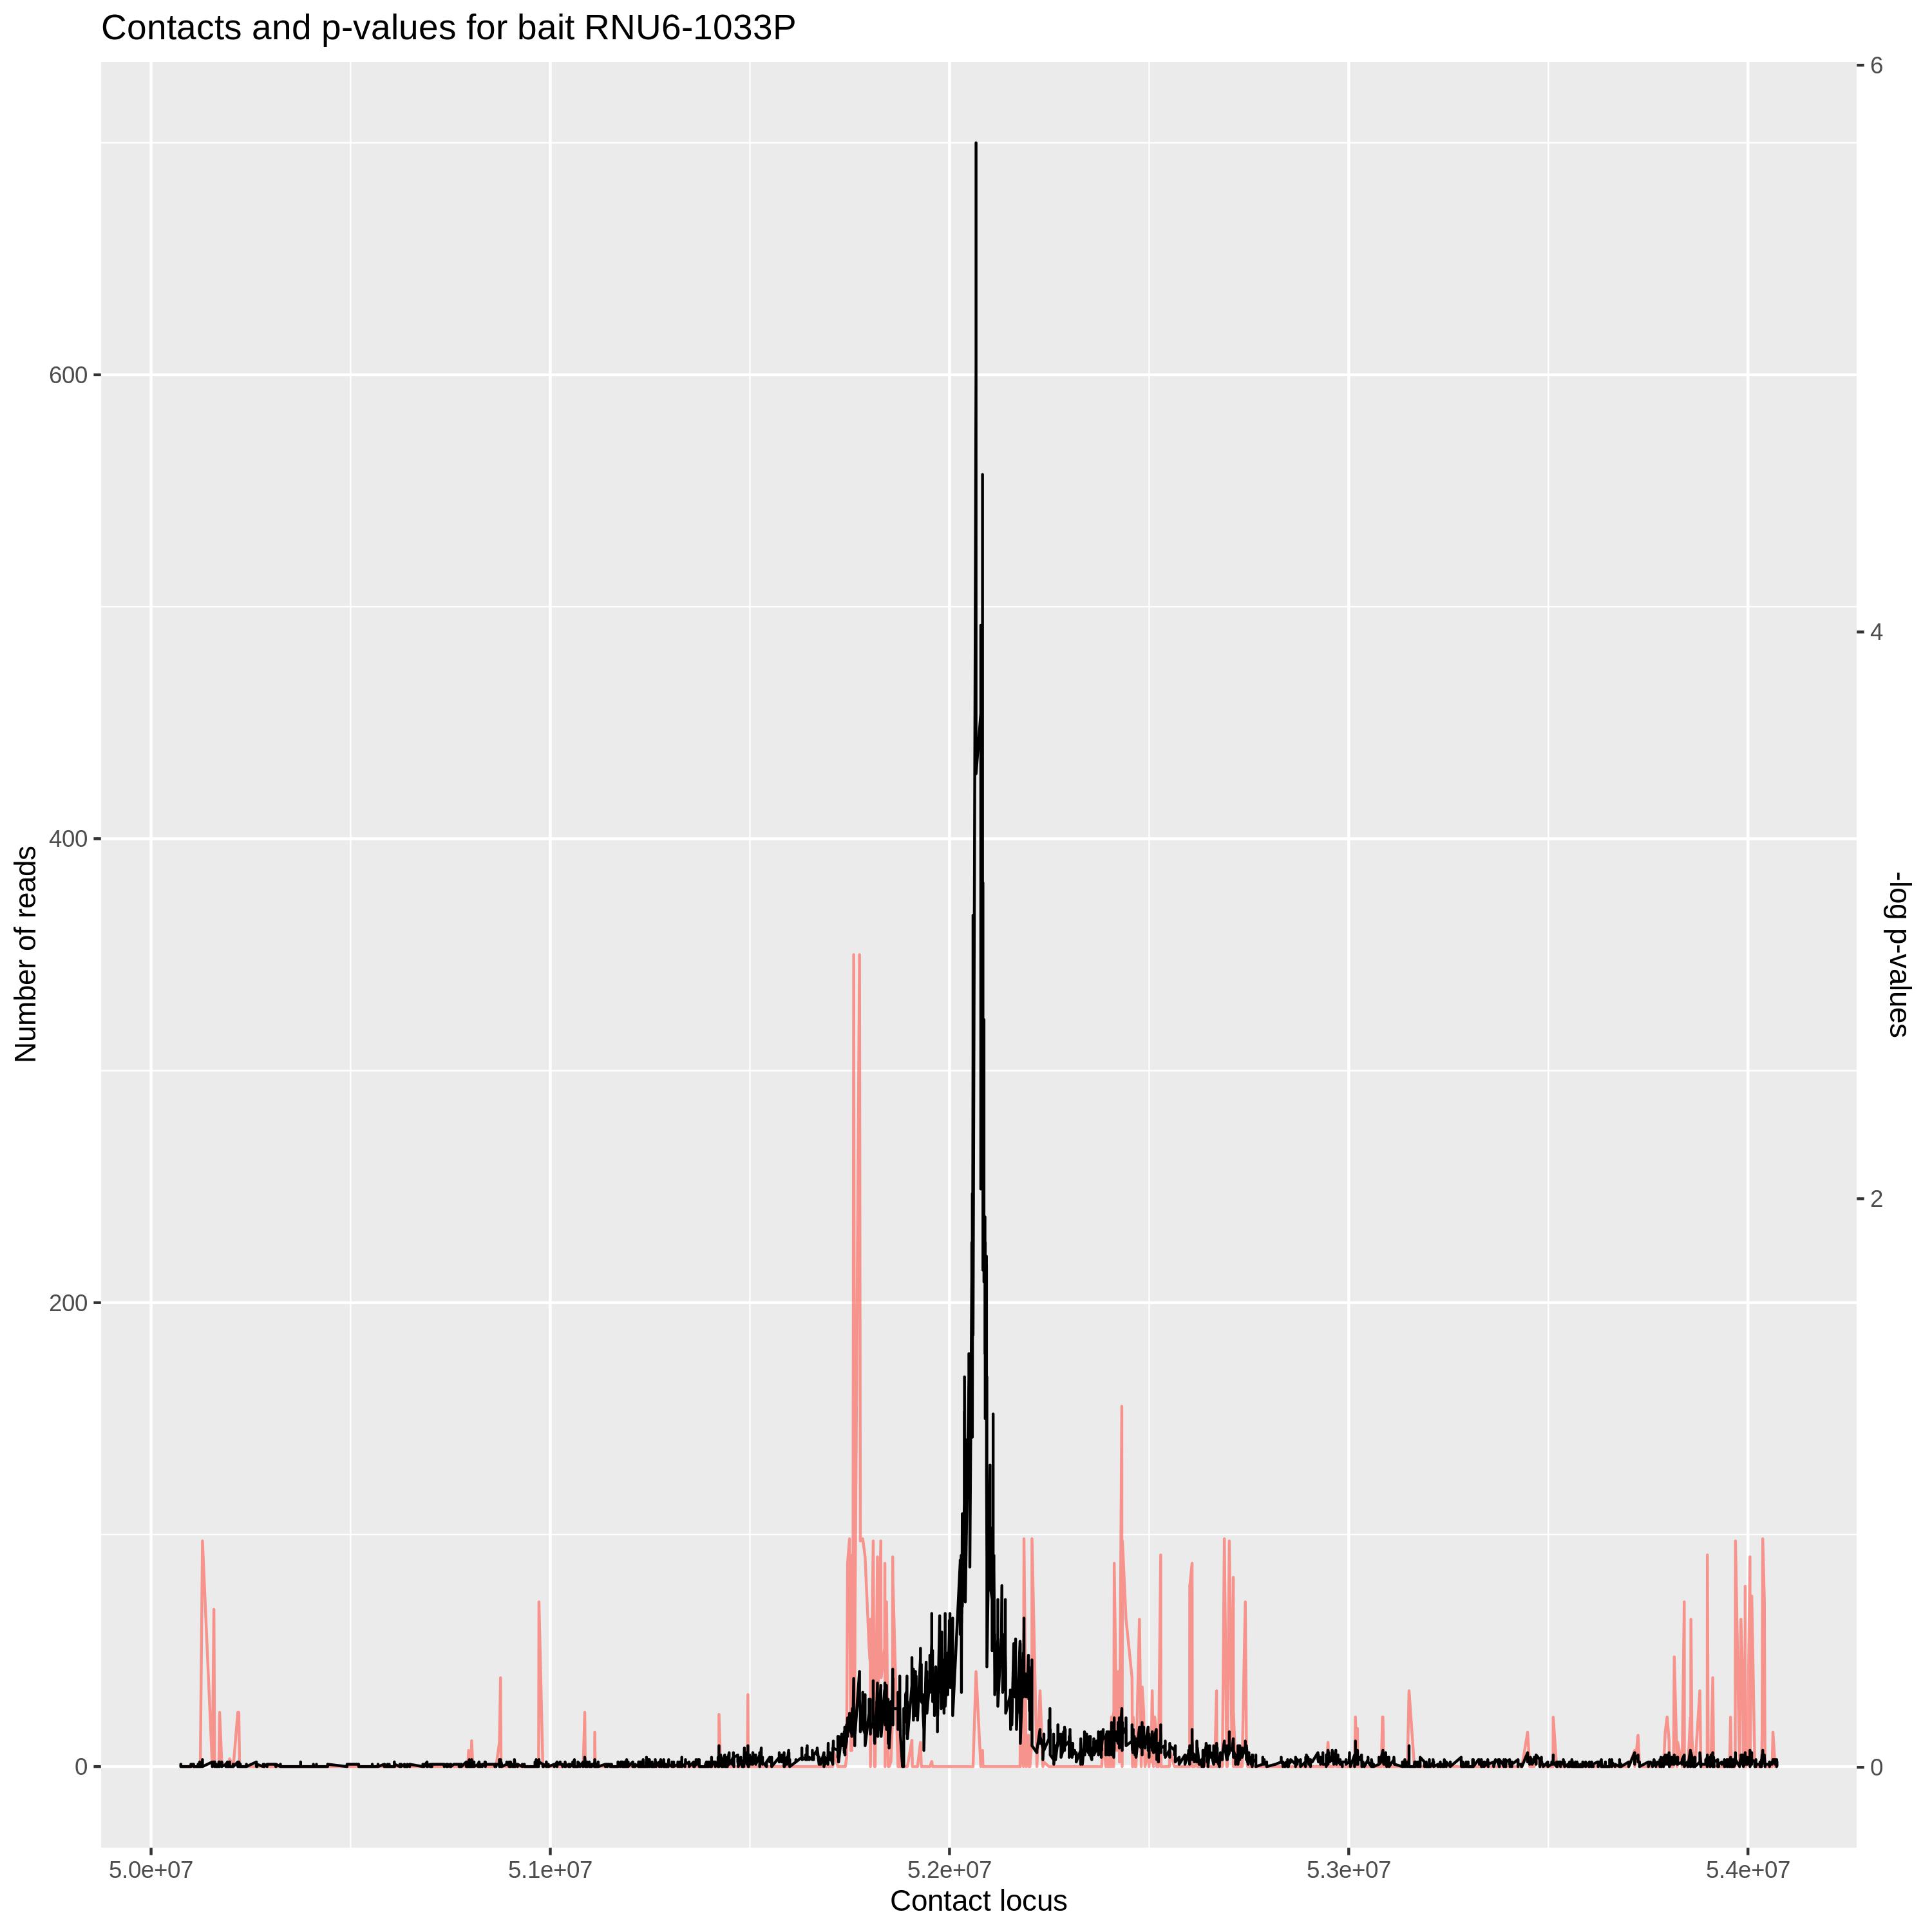 Contacts and p-values for bait RNU6-1033P
Number of reads
600
400
200
0
6
4
2
0
-log p-values
5.0e+07
5.1e+07
5.2e+07
5.3e+07
5.4e+07
Contact locus